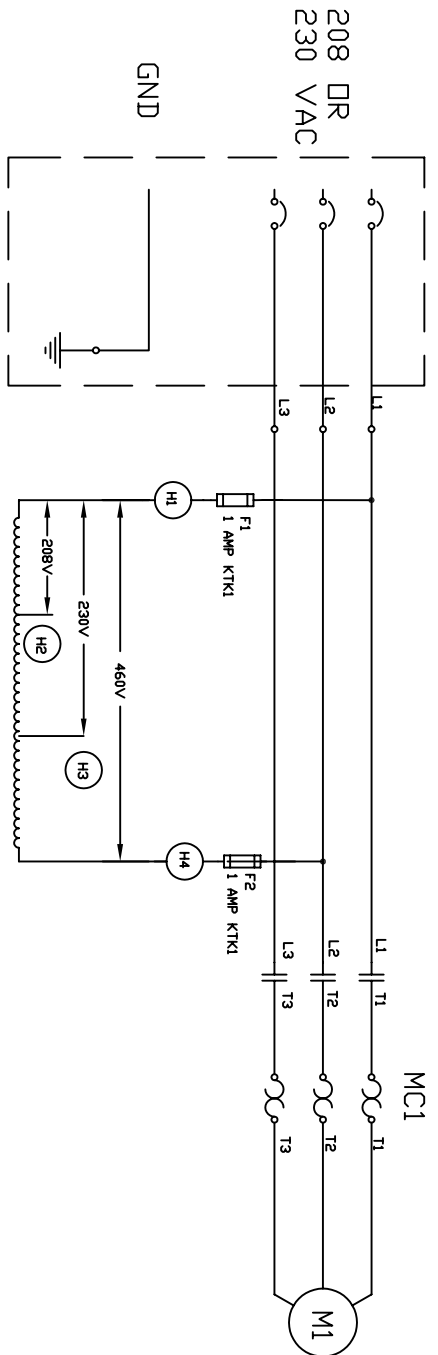 208 OR
230 VAC
GND
L1
L2
L3
F1
1 AMP KTK1
H1
208V
H2
230V
H3
460V
H4
F2
1 AMP KTK1
L1
L2
L3
T1
T2
T3
MC1
T1
T2
T3
M1